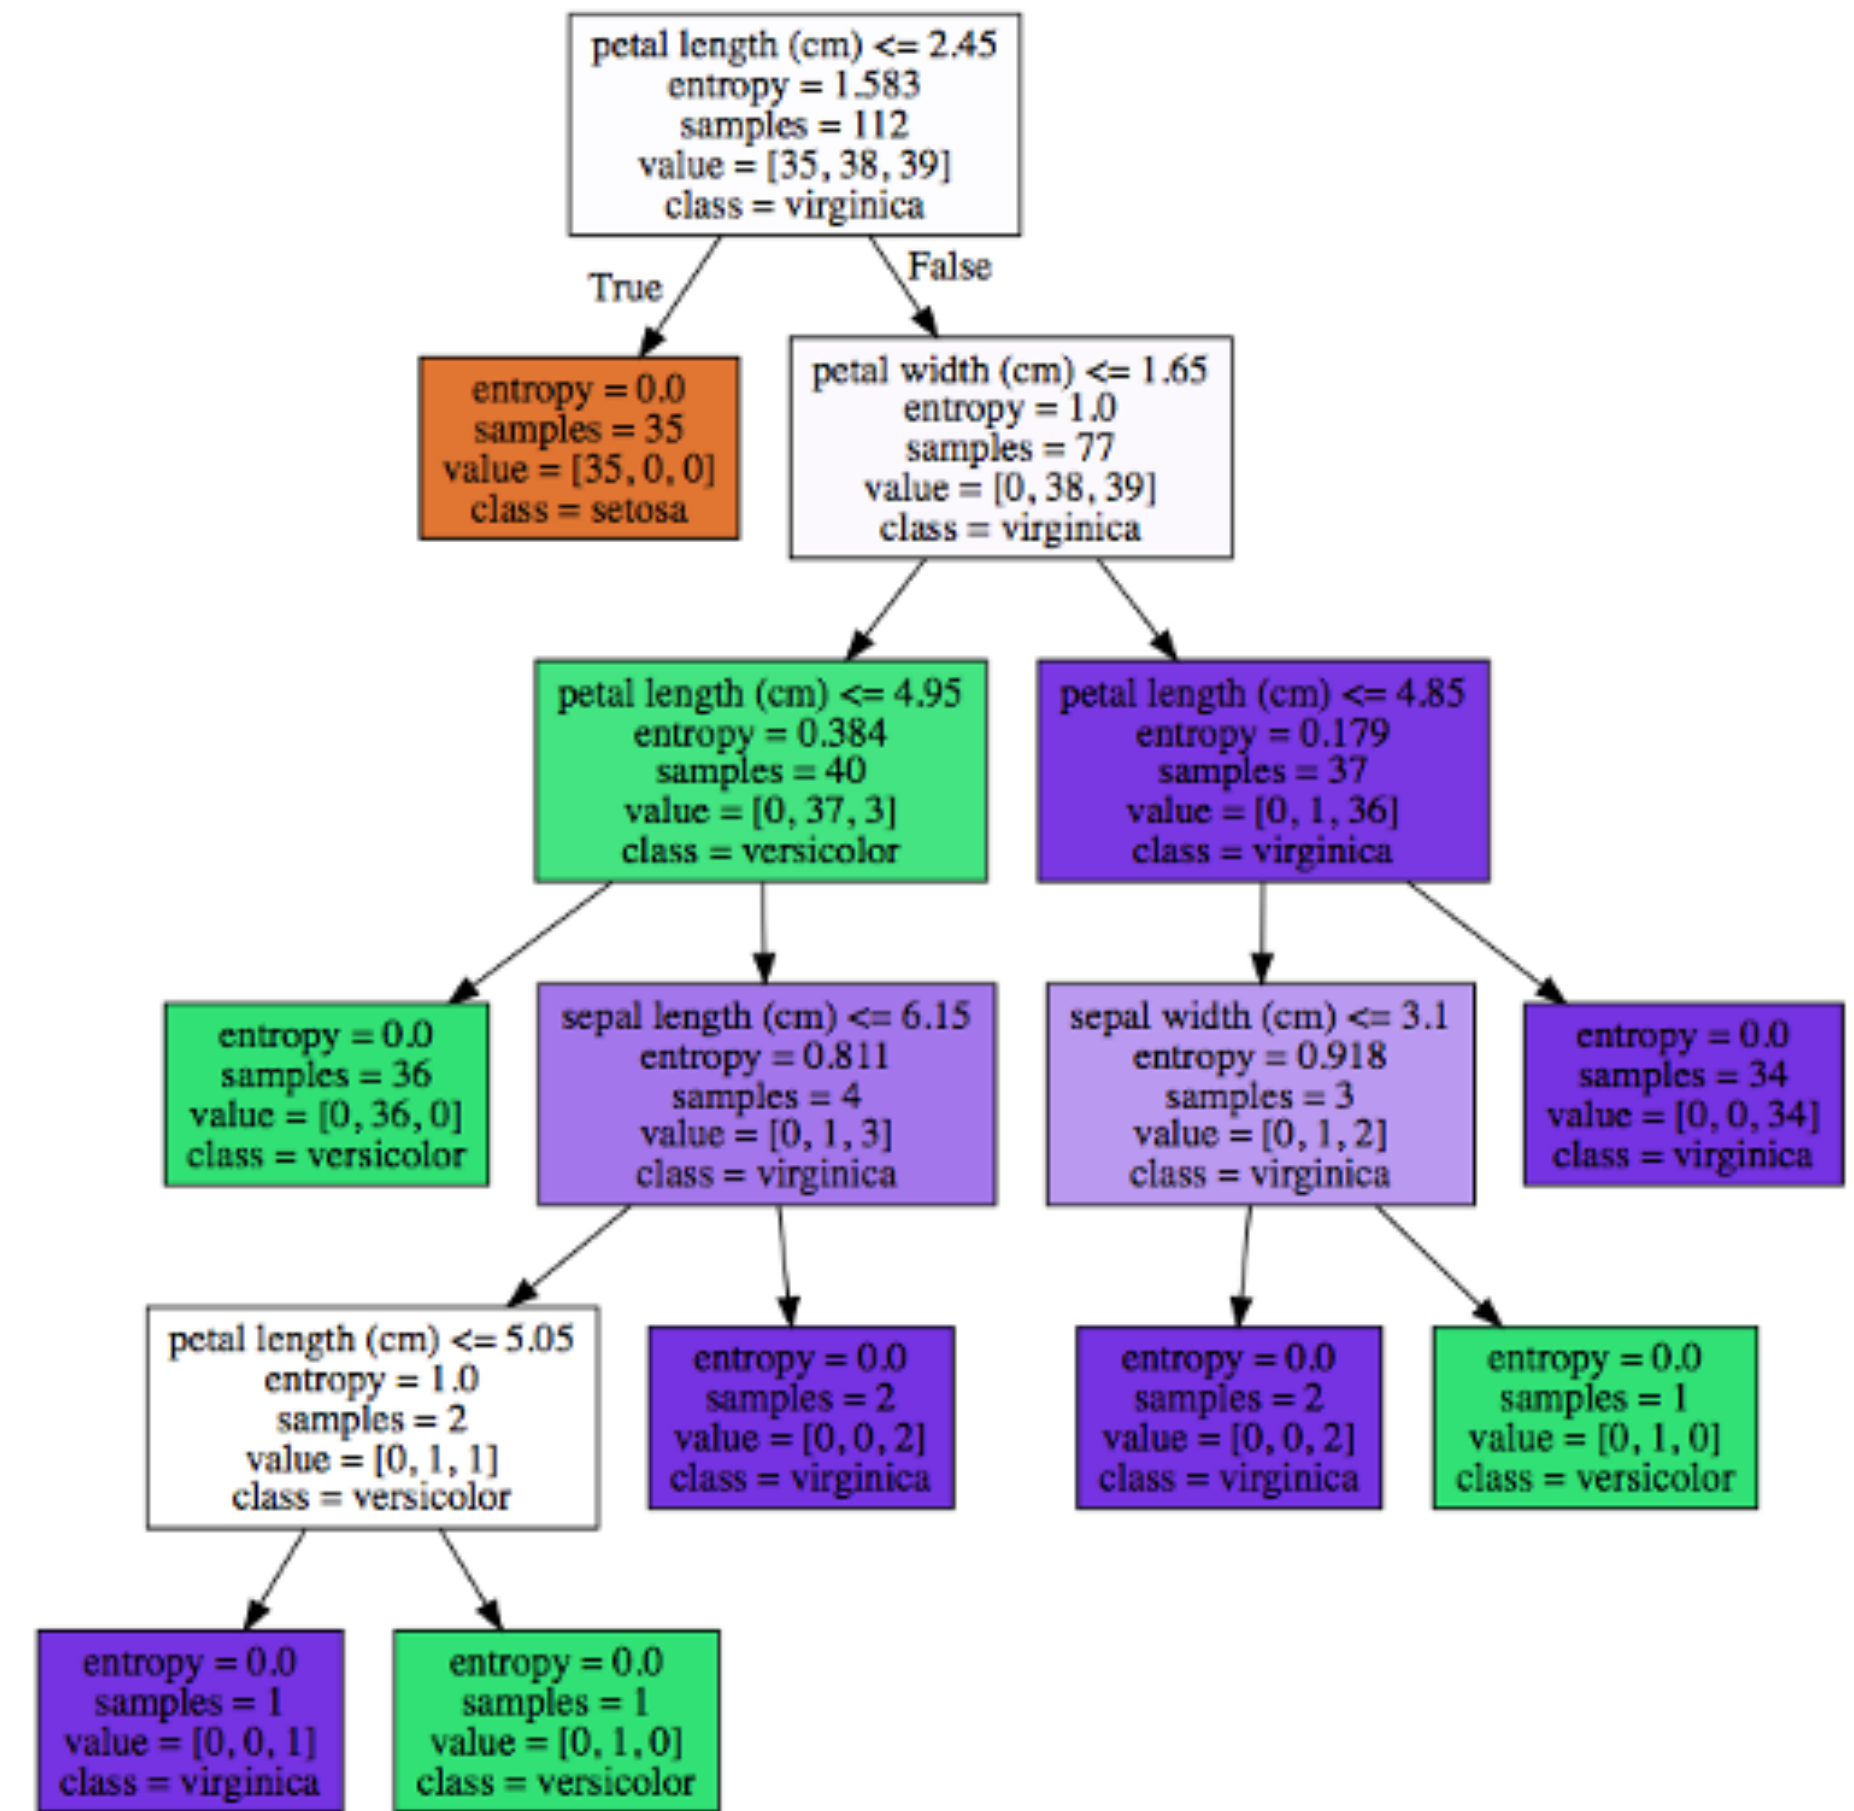 petal length (cm) <= 2.45
entropy = 1.583
samples = 112
value = [35, 38, 39]
class = virginica
True
False
entropy = 0.0
samples = 35
value = [35, 0, 0]
class = setosa
petal width (cm) <= 1.65
entropy = 1.0
samples = 77
value = [0, 38, 39]
class = virginica
petal length (cm) <= 4.95
entropy = 0.384
samples = 40
value = [0, 37, 3]
class = versicolor
petal length (cm) <= 4.85
entropy = 0.179
samples = 37
value = [0, 1, 36]
class = virginica
entropy = 0.0
samples = 36
value = [0, 36, 0]
class = versicolor
sepal length (cm) <= 6.15
entropy = 0.811
samples = 4
value = [0, 1, 3]
class = virginica
sepal width (cm) <= 3.1
entropy = 0.918
samples = 3
value = [0, 1, 2]
class = virginica
entropy = 0.0
samples = 34
value = [0, 0, 34]
class = virginica
petal length (cm) <= 5.05
entropy = 1.0
samples = 2
value = [0, 1, 1]
class = versicolor
entropy = 0.0
samples = 2
value = [0, 0, 2]
class = virginica
entropy = 0.0
samples = 2
value = [0, 0, 2]
class = virginica
entropy = 0.0
samples = 1
value = [0, 1, 0]
class = versicolor
entropy = 0.0
samples = 1
value = [0, 0, 1]
class = virginica
entropy = 0.0
samples = 1
value = [0, 1, 0]
class = versicolor